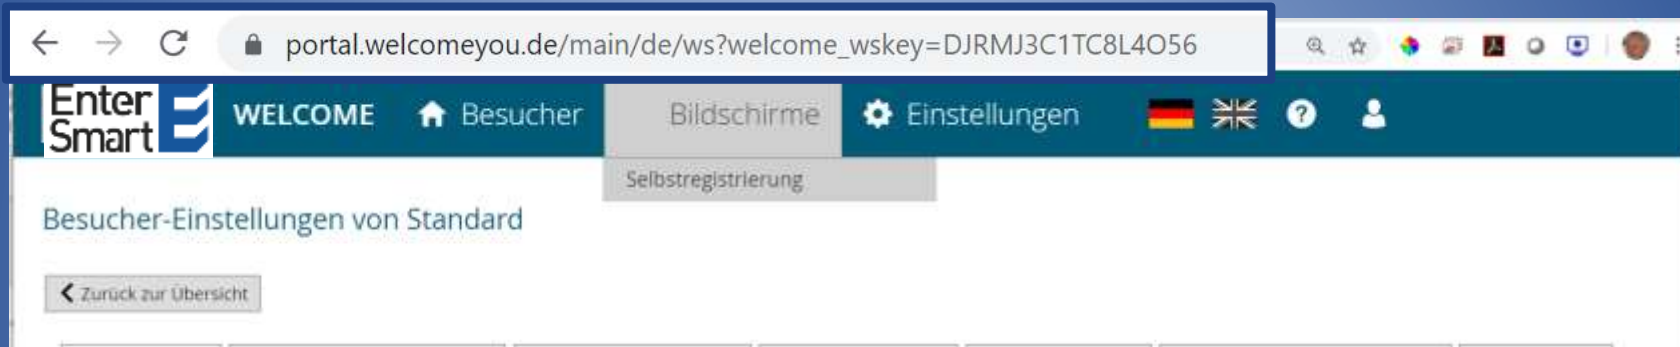 portal.welcomeyou.de/main/de/ws?welcome_wskey=DJRMJ3C1TC8L4O56
Enter
Smart
WELCOME Besucher Bildschirme Einstellungen ?
Selbstregistrierung
Besucher-Einstellungen von Standard
Zurück zur Übersicht